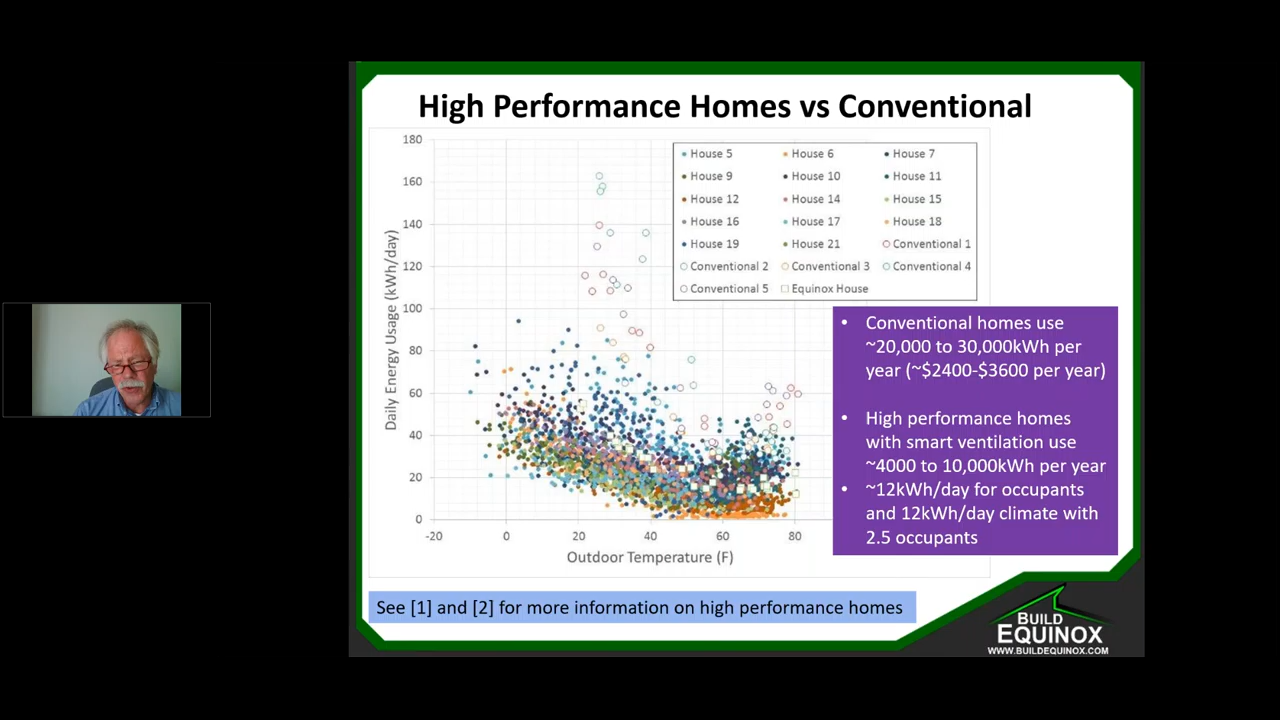 High Performance Homes vs Conventional
180
160
140
120
100
80
60
40
20
0
Daily Energy Usage (kWh/day)
-20
0
20
40
60
80
Outdoor Temperature (F)
House 5
House 6
House 7
House 9
House 10
House 11
House 12
House 14
House 15
House 16
House 17
House 18
House 19
House 21
Conventional 1
Conventional 2
Conventional 3
Conventional 4
Conventional 5
Equinox House
• Conventional homes use
~20,000 to 30,000kWh per
year (~$2400-$3600 per year)
• High performance homes
with smart ventilation use
~4000 to 10,000kWh per year
• ~12kWh/day for occupants
and 12kWh/day climate with
2.5 occupants
See [1] and [2] for more information on high performance homes
BUILD
EQUINOX
WWW.BUILDEQUINOX.COM